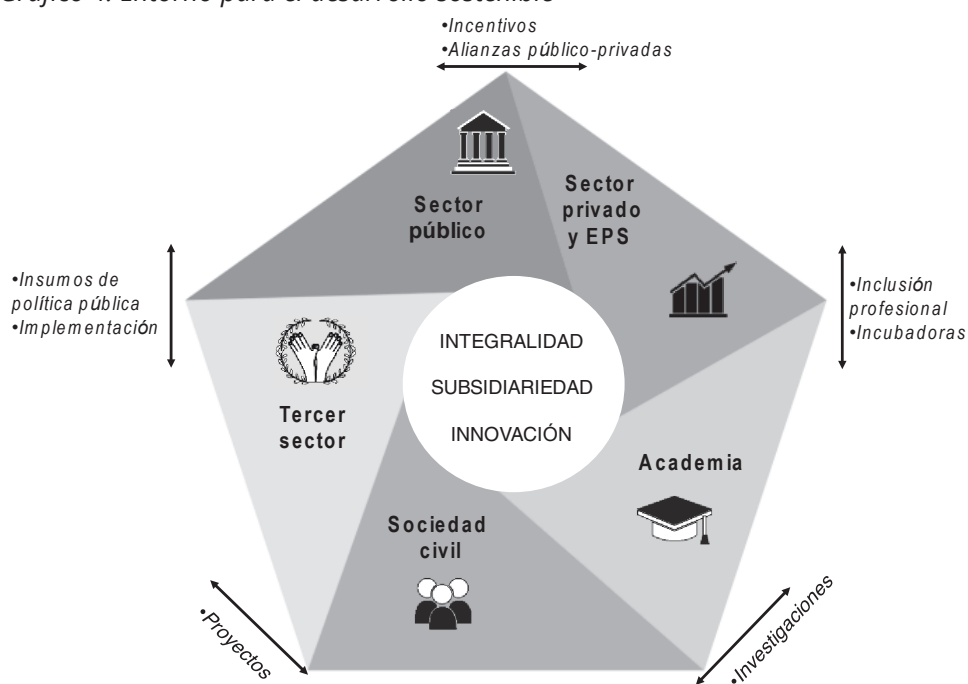 •Incentivos
•Alianzas público-privadas
Sector
público
Sector
privado
y EPS
•Insumos de
política pública
•Implementación
•Inclusión
profesional
•Incubadoras
INTEGRALIDAD
SUBSIDIARIEDAD
INNOVACIÓN
Tercer
sector
Academia
Sociedad
civil
•Proyectos
•Investigaciones